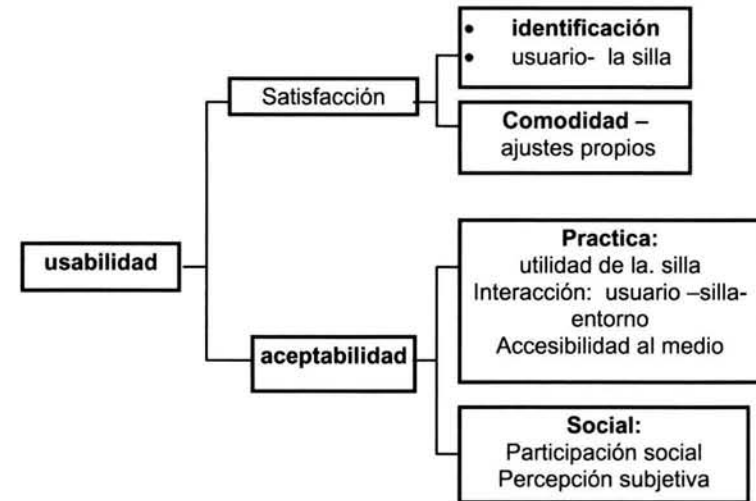 • identificación
• usuario- la silla
Satisfacción
Comodidad –
ajustes propios
usabilidad
Practica:
utilidad de la. silla
Interacción: usuario –silla-
entorno
Accesibilidad al medio
aceptabilidad
Social:
Participación social
Percepción subjetiva